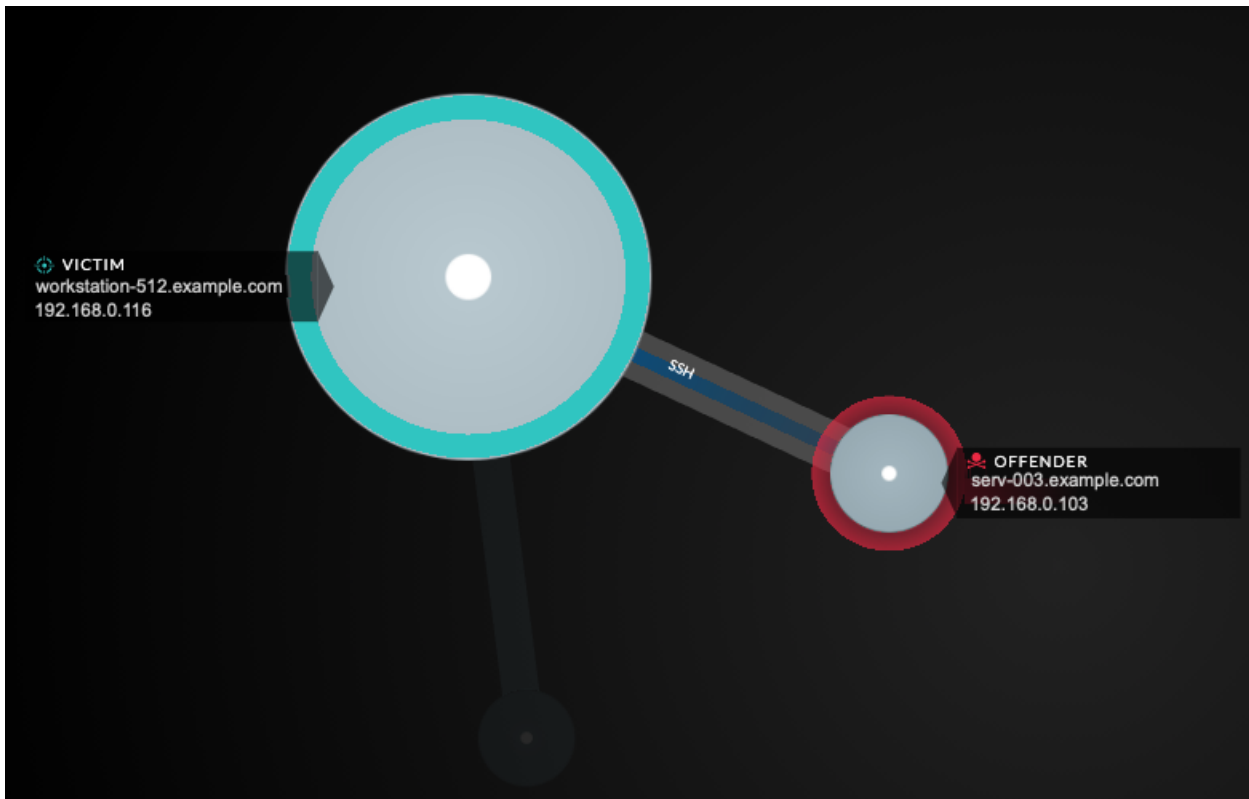 VICTIM
workstation-512.example.com
192.168.0.116
SSH
OFFENDER
serv-003.example.com
192.168.0.103